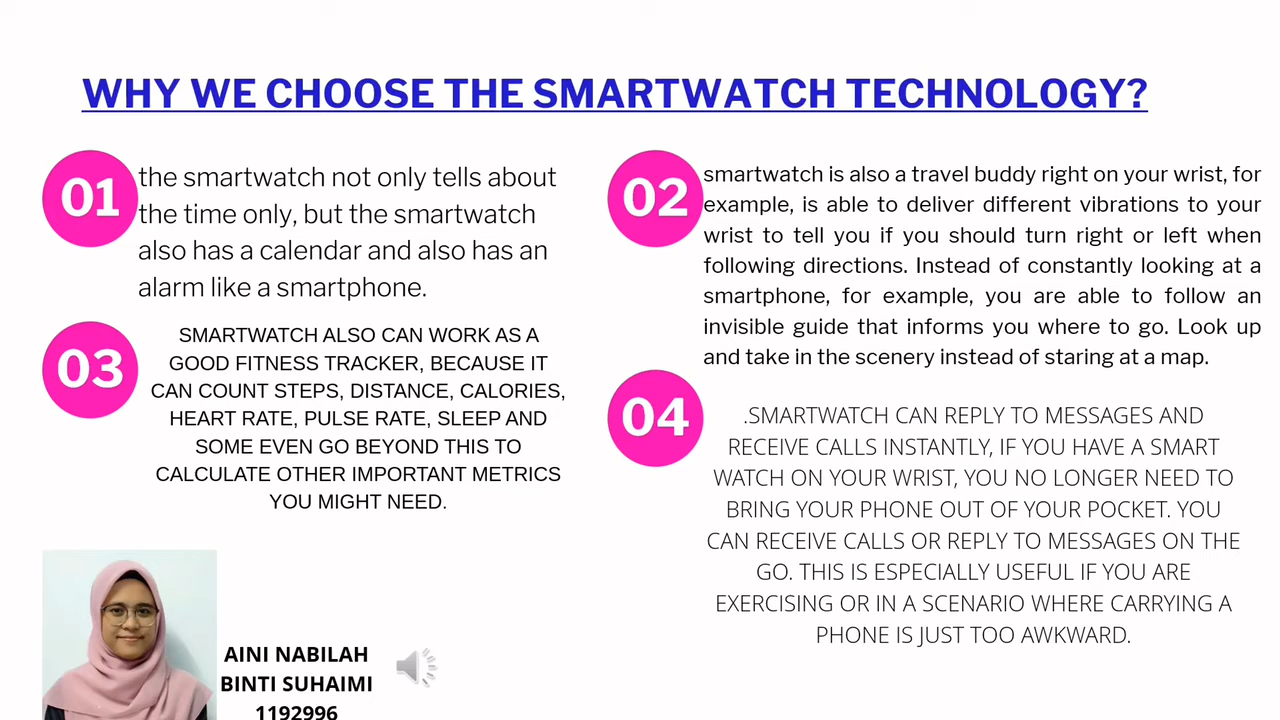 WHY WE CHOOSE THE SMARTWATCH TECHNOLOGY?
01
the smartwatch not only tells about
the time only, but the smartwatch
also has a calendar and also has an
alarm like a smartphone.
02
smartwatch is also a travel buddy right on your wrist, for
example, is able to deliver different vibrations to your
wrist to tell you if you should turn right or left when
following directions. Instead of constantly looking at a
smartphone, for example, you are able to follow an
invisible guide that informs you where to go. Look up
and take in the scenery instead of staring at a map.
03
SMARTWATCH ALSO CAN WORK AS A
GOOD FITNESS TRACKER, BECAUSE IT
CAN COUNT STEPS, DISTANCE, CALORIES,
HEART RATE, PULSE RATE, SLEEP AND
SOME EVEN GO BEYOND THIS TO
CALCULATE OTHER IMPORTANT METRICS
YOU MIGHT NEED.
04
.SMARTWATCH CAN REPLY TO MESSAGES AND
RECEIVE CALLS INSTANTLY, IF YOU HAVE A SMART
WATCH ON YOUR WRIST, YOU NO LONGER NEED TO
BRING YOUR PHONE OUT OF YOUR POCKET. YOU
CAN RECEIVE CALLS OR REPLY TO MESSAGES ON THE
GO. THIS IS ESPECIALLY USEFUL IF YOU ARE
EXERCISING OR IN A SCENARIO WHERE CARRYING A
PHONE IS JUST TOO AWKWARD.
AINI NABILAH
BINTI SUHAIMI
1192996